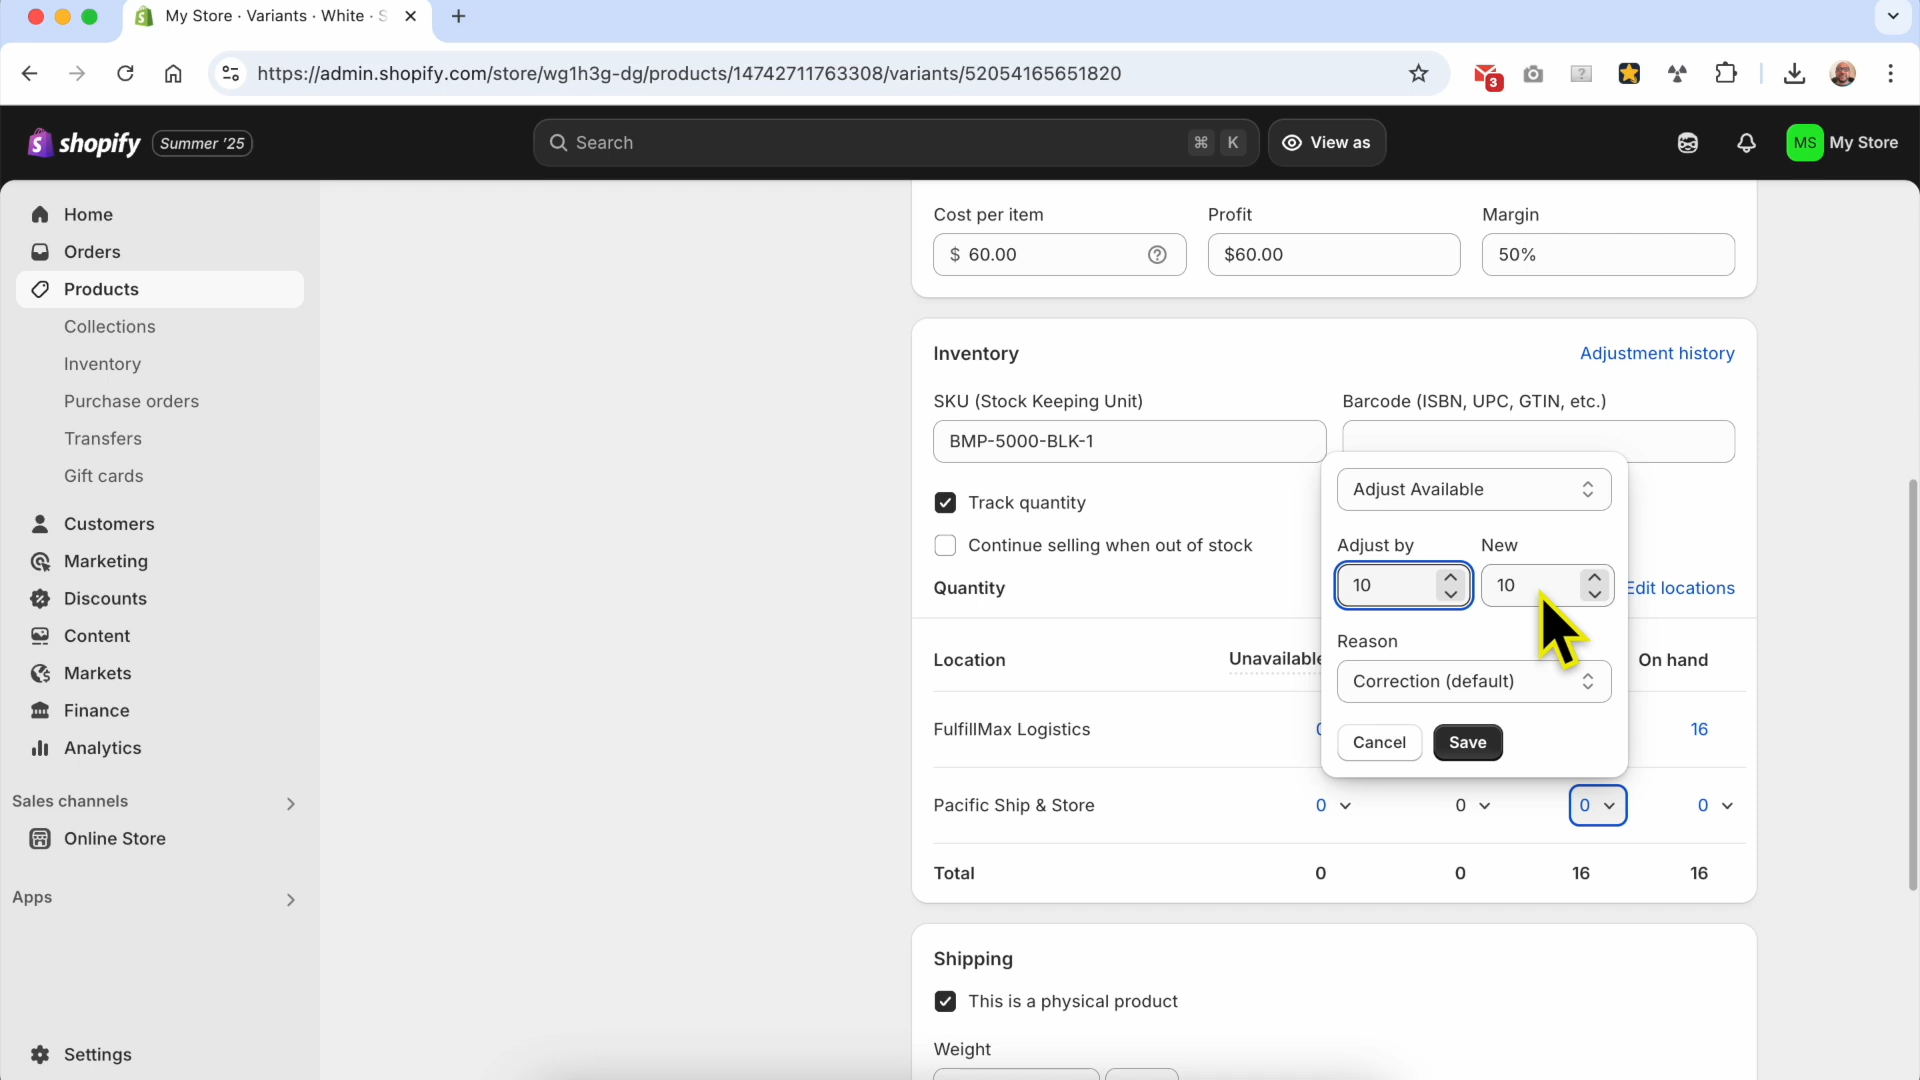 My Store · Variants · White · S
https://admin.shopify.com/store/wg1h3g-dg/products/14742711763308/variants/52054165651820
3
shopify
Summer '25
Search
⌘ K
View as
MS
My Store
Home
Orders
Products
Collections
Inventory
Purchase orders
Transfers
Gift cards
Customers
Marketing
Discounts
Content
Markets
Finance
Analytics
Sales channels
Online Store
Apps
Settings
Cost per item Profit Margin
$ 60.00 $60.00 50%
Inventory Adjustment history
SKU (Stock Keeping Unit) Barcode (ISBN, UPC, GTIN, etc.)
BMP-5000-BLK-1
Track quantity
Continue selling when out of stock
Quantity Edit locations
Adjust Available
Adjust by New
10 10
Reason
Correction (default)
Cancel Save
Location Unavailable On hand
FulfillMax Logistics 16
Pacific Ship & Store 0 0 0 0
Total 0 0 16 16
Shipping
This is a physical product
Weight